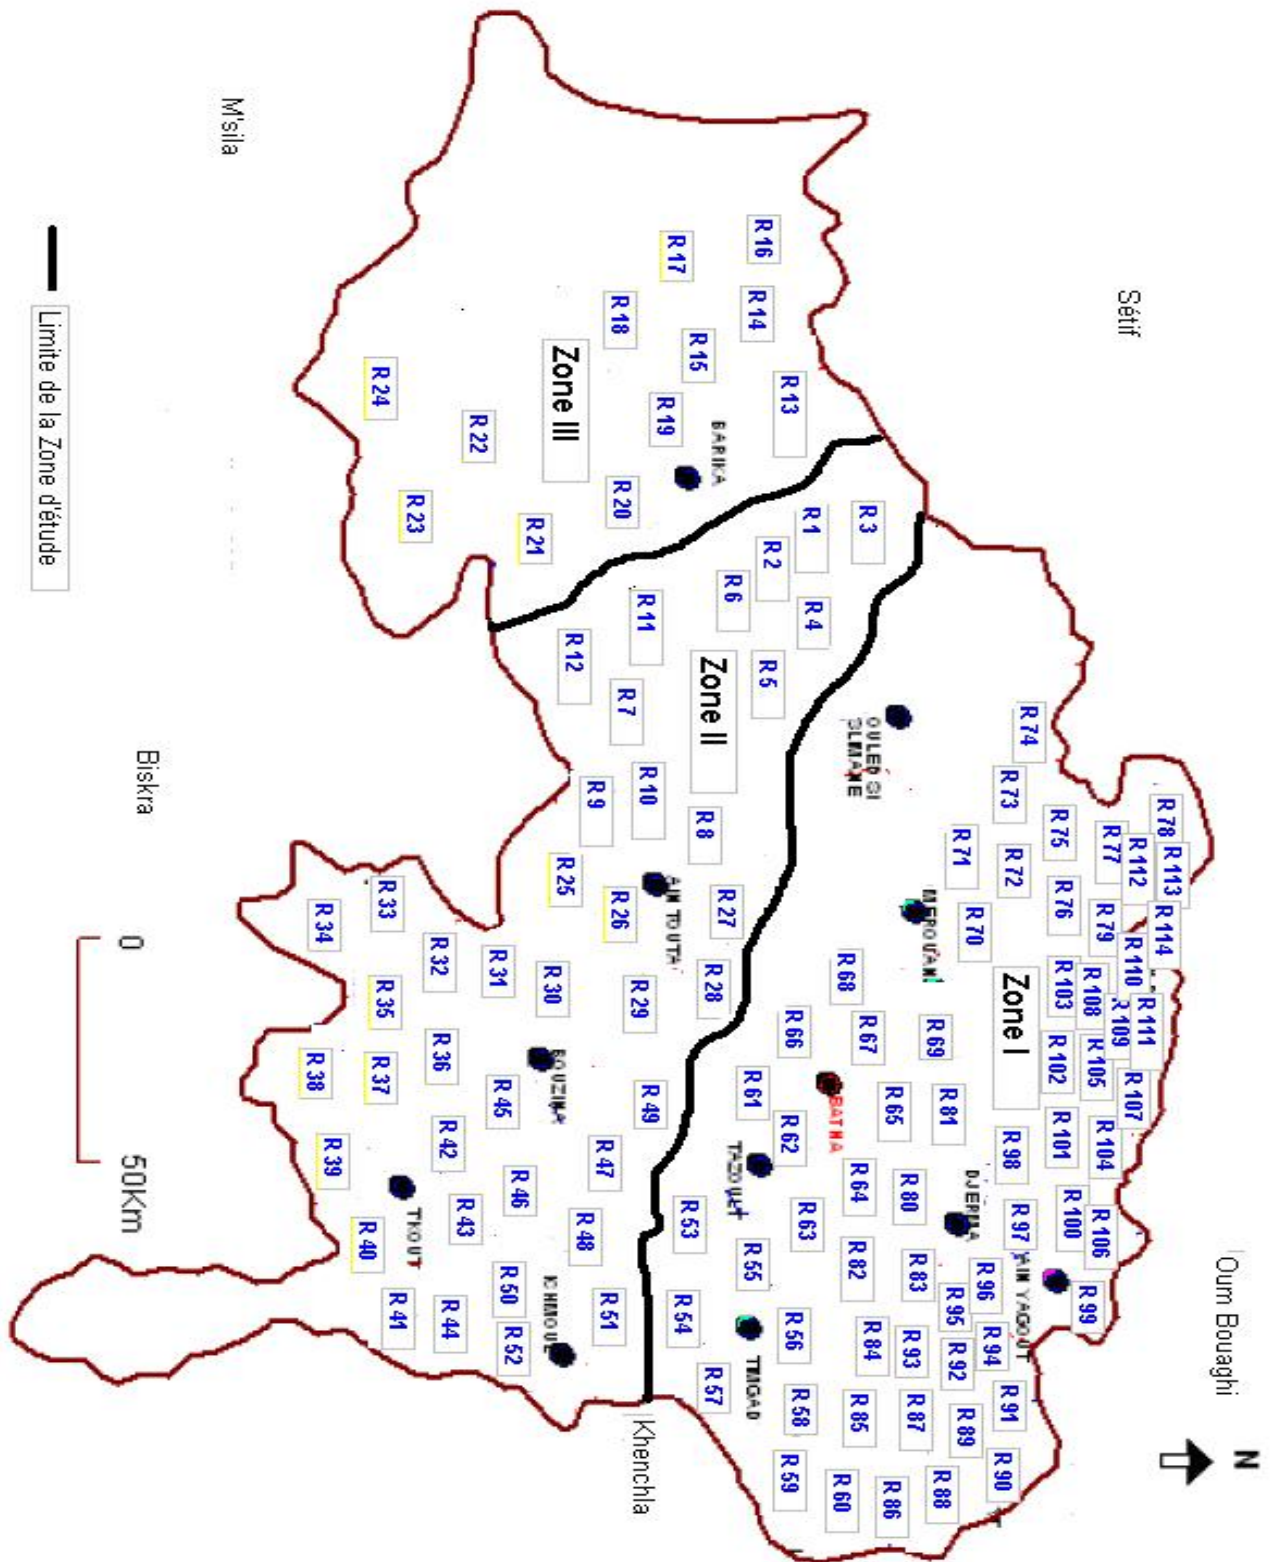 N
Oum Bouaghi
Sétif
R 78
R 113
R 114
R 112
R 110
R 111
R 77
R 79
R 108
R 109
R 107
R 75
R 76
R 103
R 105
R 104
R 106
R 102
R 101
R 100
R 99
R 74
R 73
R 72
Zone I
R 98
R 97
AIN YAGOUT
R 71
R 70
R 69
R 81
DJERMA
R 96
R 94
R 91
R 90
OULED SI
SLMANE
MEROUANI
R 80
R 83
R 95
R 92
R 89
R 88
R 68
R 67
R 65
R 64
R 82
R 84
R 93
R 87
R 86
R 3
R 66
BATNA
R 62
R 63
R 56
R 85
R 60
R 1
R 4
R 58
R 59
R 13
R 2
R 5
R 61
TAZOULT
R 55
TIMGAD
R 16
R 14
R 6
Zone II
R 8
R 27
R 28
R 53
R 54
R 57
BARIKA
R 17
R 15
R 19
R 11
R 7
R 10
AIN TOUTA
R 29
R 49
R 51
Khenchla
R 18
R 20
R 12
R 9
R 26
R 47
R 48
Zone III
R 21
R 25
R 30
BOUZINA
R 46
R 50
R 52
ICHMOUL
R 22
R 31
R 45
R 43
R 44
R 23
R 32
R 36
R 42
TKOUT
R 41
R 24
R 33
R 35
R 37
R 40
R 34
R 38
R 39
M'sila
Biskra
0
50Km
Limite de la Zone d'étude